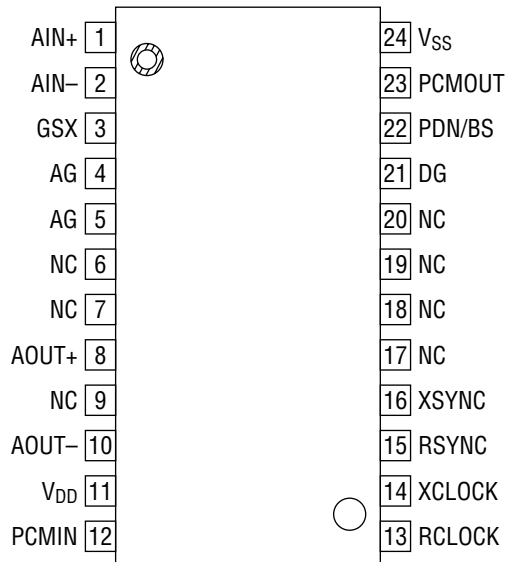 AIN+ 1 24 VSS
AIN– 2 23 PCMOUT
GSX 3 22 PDN/BS
AG 4 21 DG
AG 5 20 NC
NC 6 19 NC
NC 7 18 NC
AOUT+ 8 17 NC
NC 9 16 XSYNC
AOUT– 10 15 RSYNC
VDD 11 14 XCLOCK
PCMIN 12 13 RCLOCK